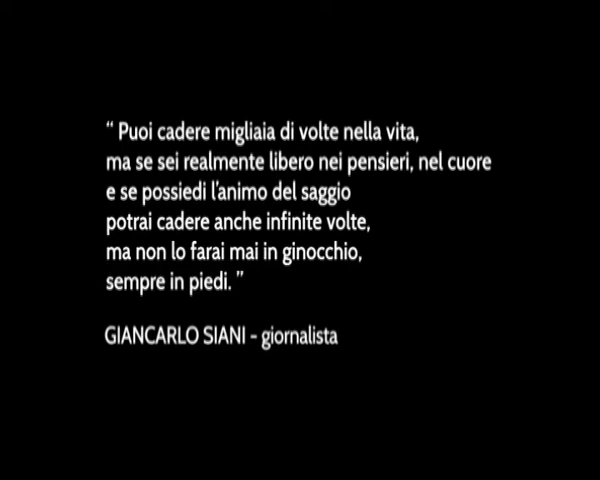 “ Puoi cadere migliaia di volte nella vita,
ma se sei realmente libero nei pensieri, nel cuore
e se possiedi l’animo del saggio
potrai cadere anche infinite volte,
ma non lo farai mai in ginocchio,
sempre in piedi. ”
GIANCARLO SIANI - giornalista